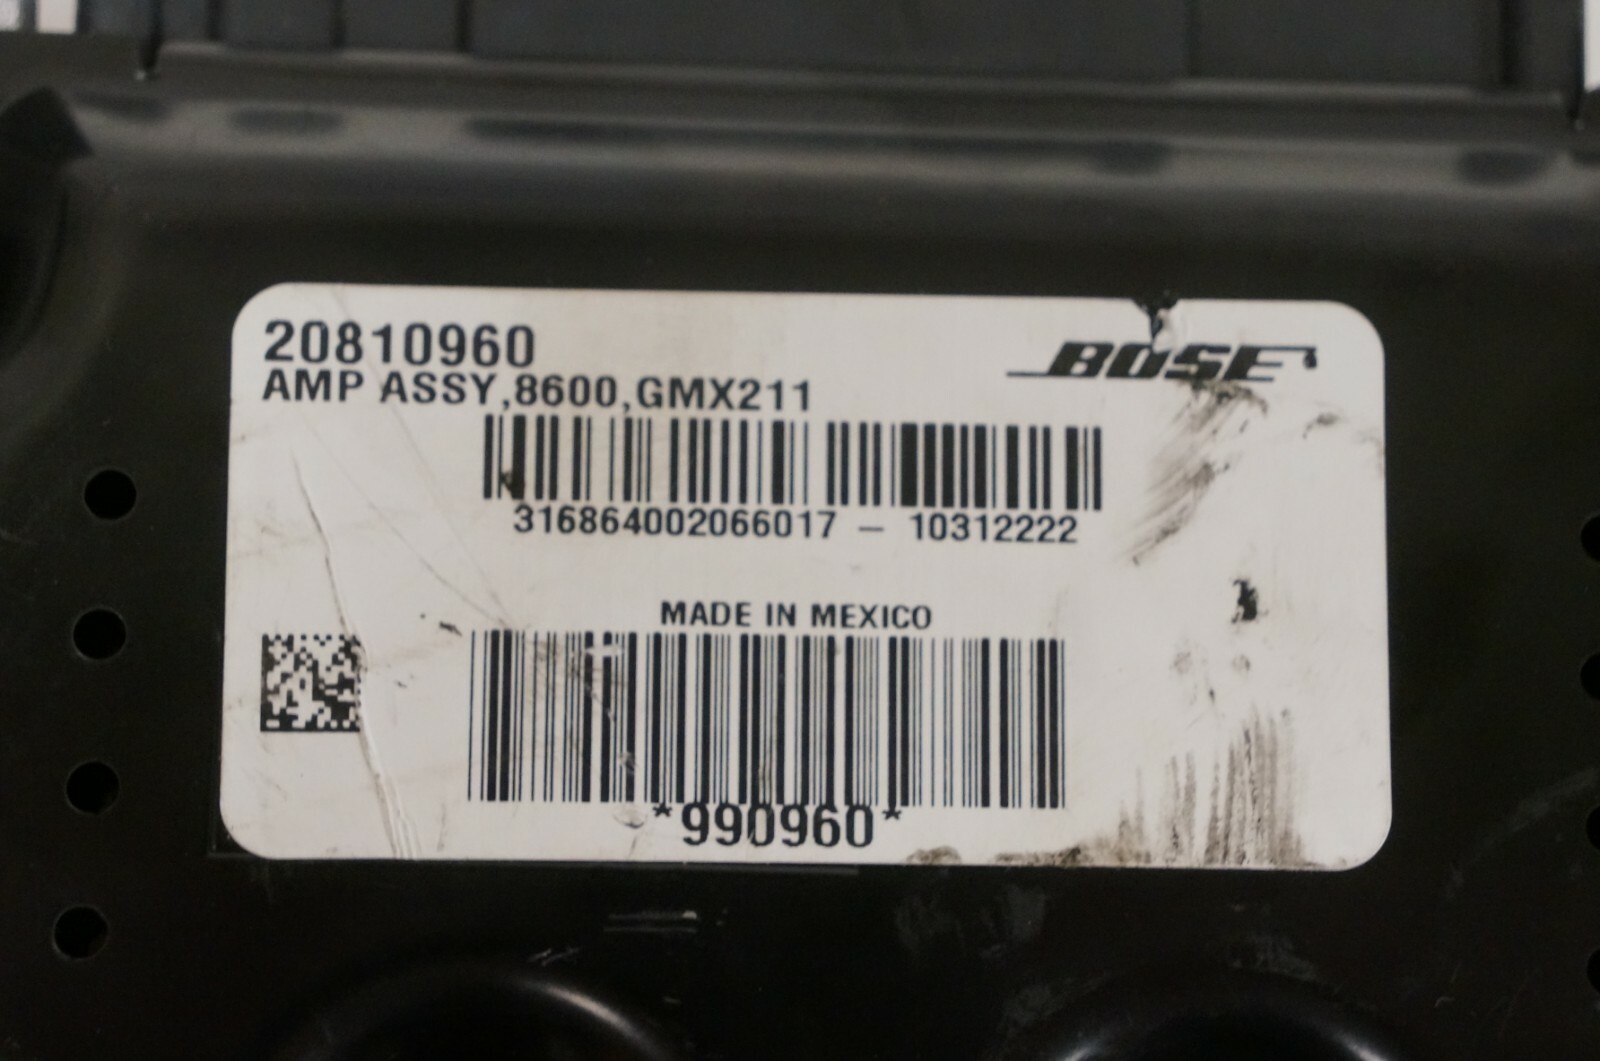 20810960
BOSE
AMP ASSY,8600,GMX211
316864002066017 – 10312222
MADE IN MEXICO
*990960*